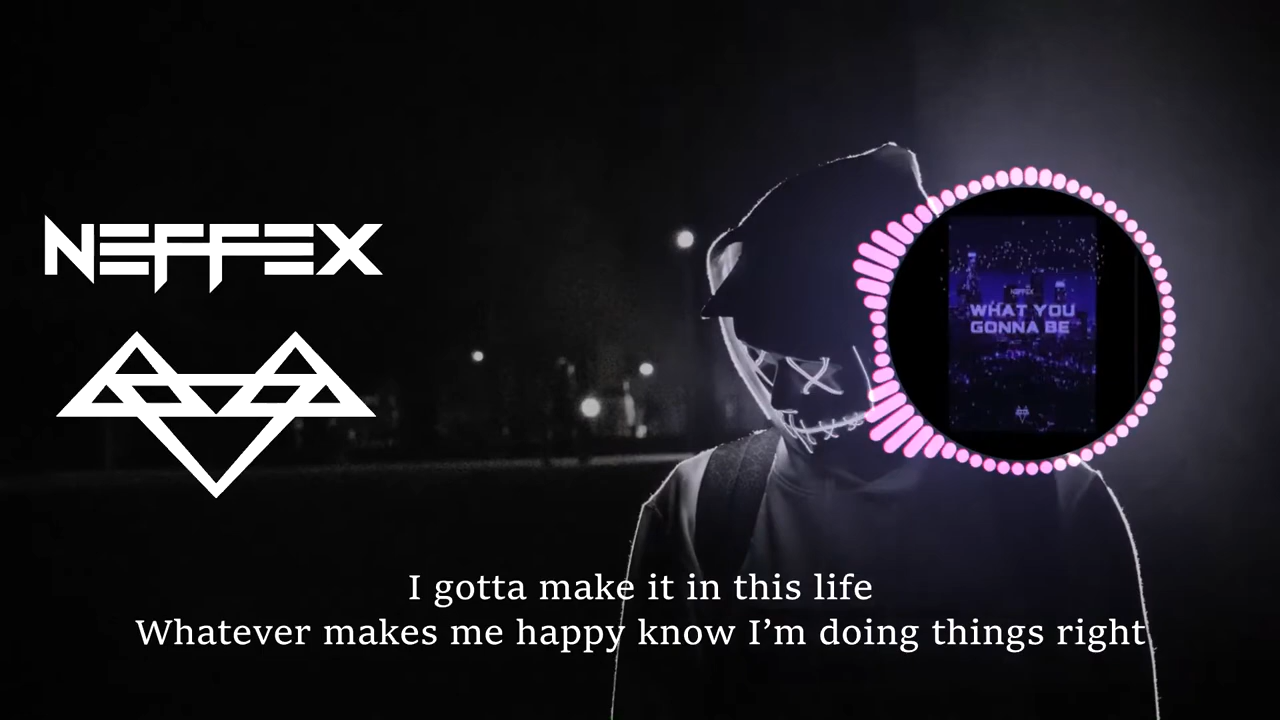 NEFFEX
NEFFEX
WHAT YOU
GONNA BE
I gotta make it in this life
Whatever makes me happy know I’m doing things right